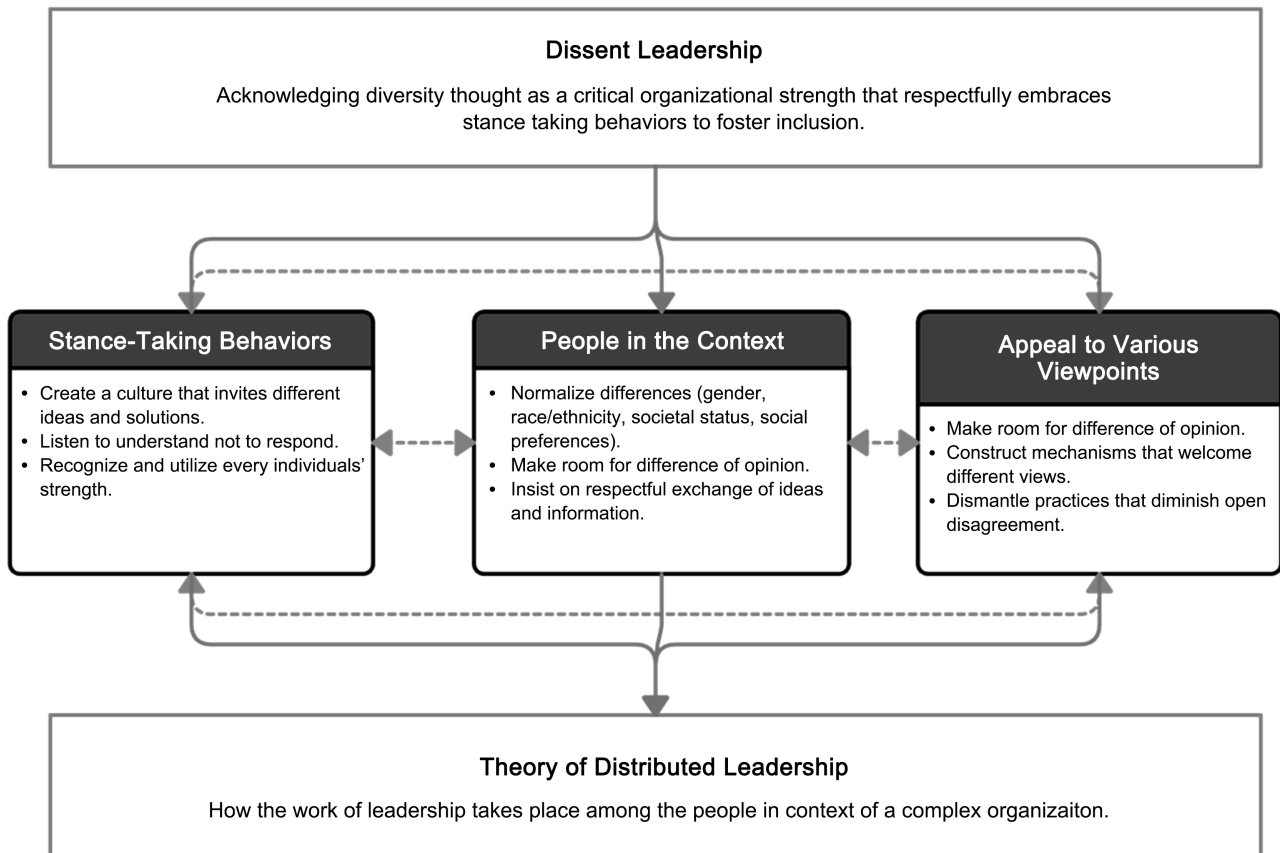 Dissent Leadership
Acknowledging diversity thought as a critical organizational strength that respectfully embraces
stance taking behaviors to foster inclusion.
Stance-Taking Behaviors
• Create a culture that invites different
ideas and solutions.
• Listen to understand not to respond.
• Recognize and utilize every individuals’
strength.
People in the Context
• Normalize differences (gender,
race/ethnicity, societal status, social
preferences).
• Make room for difference of opinion.
• Insist on respectful exchange of ideas
and information.
Appeal to Various
Viewpoints
• Make room for difference of opinion.
• Construct mechanisms that welcome
different views.
• Dismantle practices that diminish open
disagreement.
Theory of Distributed Leadership
How the work of leadership takes place among the people in context of a complex organizaiton.